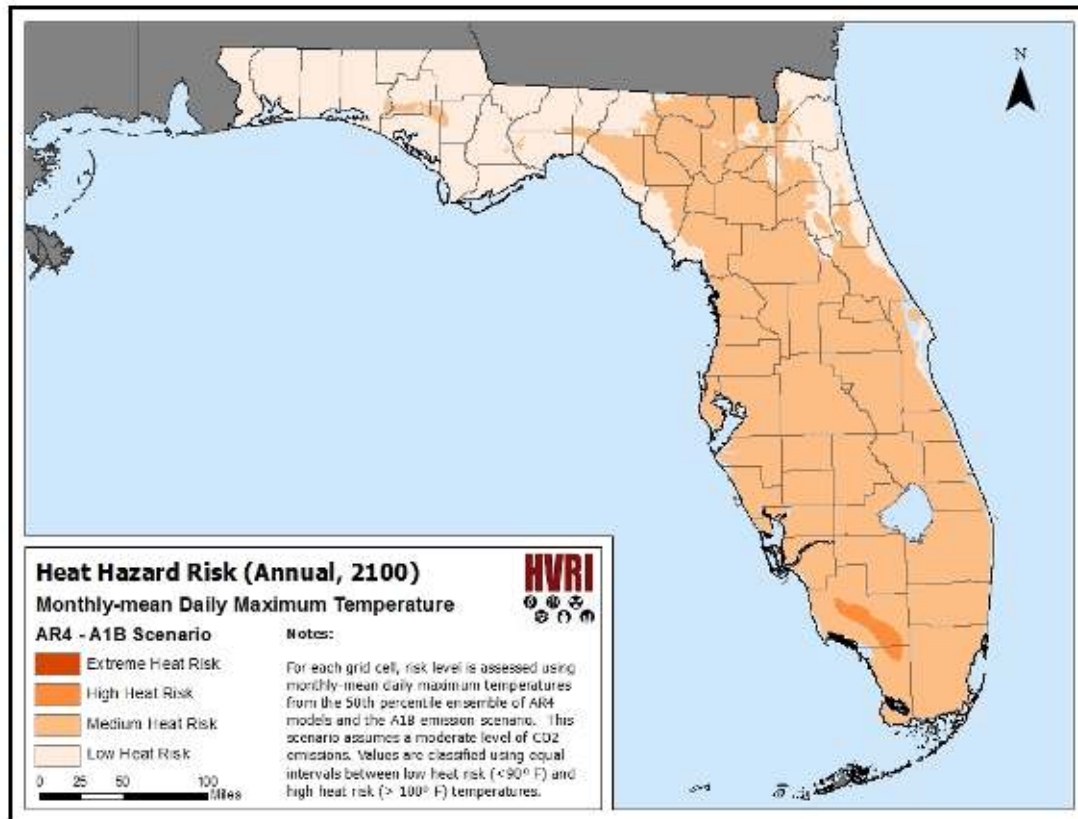 N
Heat Hazard Risk (Annual, 2100)
Monthly-mean Daily Maximum Temperature
HVRI
AR4 - A1B Scenario
Extreme Heat Risk
High Heat Risk
Medium Heat Risk
Low Heat Risk
0 25 50 100
Miles
Notes:
For each grid cell, risk level is assessed using
monthly-mean daily maximum temperatures
from the 50th percentile ensemble of AR4
models and the A1B emission scenario. This
scenario assumes a moderate level of CO2
emissions. Values are classified using equal
intervals between low heat risk (<90º F) and
high heat risk (> 100º F) temperatures.